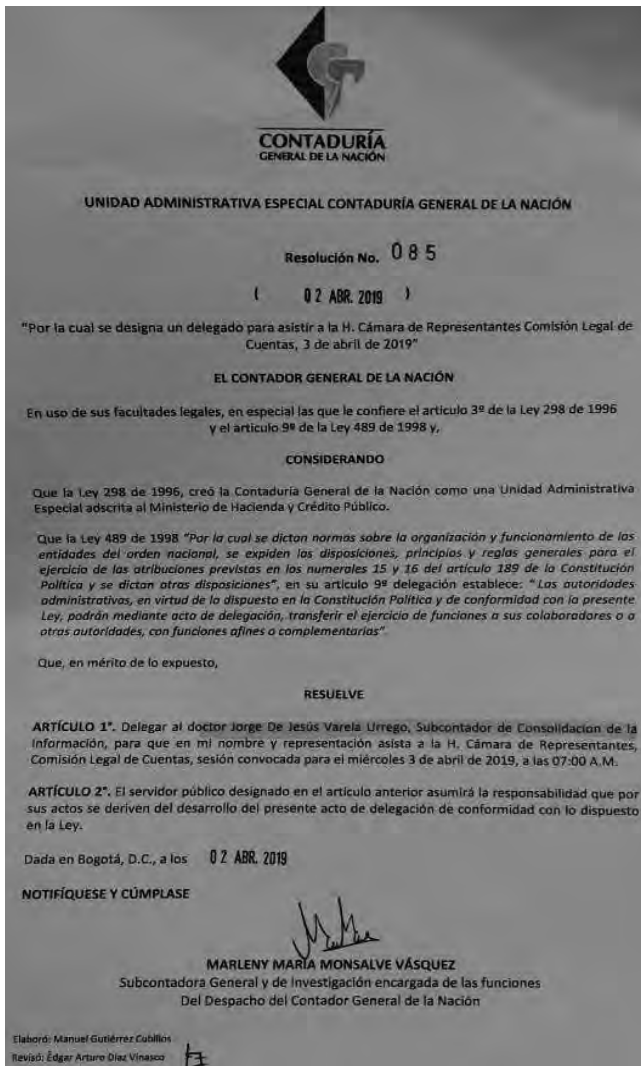 CONTADURÍA
GENERAL DE LA NACIÓN
UNIDAD ADMINISTRATIVA ESPECIAL CONTADURÍA GENERAL DE LA NACIÓN
Resolución No. 085
( 02 ABR. 2019 )
"Por la cual se designa un delegado para asistir a la H. Cámara de Representantes Comisión Legal de
Cuentas, 3 de abril de 2019"
EL CONTADOR GENERAL DE LA NACIÓN
En uso de sus facultades legales, en especial las que le confiere el artículo 3º de la Ley 298 de 1996
y el artículo 9º de la Ley 489 de 1998 y,
CONSIDERANDO
Que la Ley 298 de 1996, creó la Contaduría General de la Nación como una Unidad Administrativa
Especial adscrita al Ministerio de Hacienda y Crédito Público.
Que la Ley 489 de 1998 "Por la cual se dictan normas sobre la organización y funcionamiento de las
entidades del orden nacional, se expiden las disposiciones, principios y reglas generales para el
ejercicio de las atribuciones previstas en los numerales 15 y 16 del artículo 189 de la Constitución
Política y se dictan otras disposiciones", en su artículo 9º delegación establece: "Las autoridades
administrativas, en virtud de lo dispuesto en la Constitución Política y de conformidad con la presente
Ley, podrán mediante acto de delegación, transferir el ejercicio de funciones a sus colaboradores o a
otras autoridades, con funciones afines o complementarias".
Que, en mérito de lo expuesto,
RESUELVE
ARTÍCULO 1°. Delegar al doctor Jorge De Jesús Varela Urrego, Subcontador de Consolidación de la
Información, para que en mi nombre y representación asista a la H. Cámara de Representantes,
Comisión Legal de Cuentas, sesión convocada para el miércoles 3 de abril de 2019, a las 07:00 A.M.
ARTÍCULO 2°. El servidor público designado en el artículo anterior asumirá la responsabilidad que por
sus actos se deriven del desarrollo del presente acto de delegación de conformidad con lo dispuesto
en la Ley.
Dada en Bogotá, D.C., a los 02 ABR. 2019
NOTIFÍQUESE Y CÚMPLASE
MARLENY MARÍA MONSALVE VÁSQUEZ
Subcontadora General y de Investigación encargada de las funciones
Del Despacho del Contador General de la Nación
Elaboró: Manuel Gutiérrez Cubillos
Revisó: Édgar Arturo Díaz Vinasco